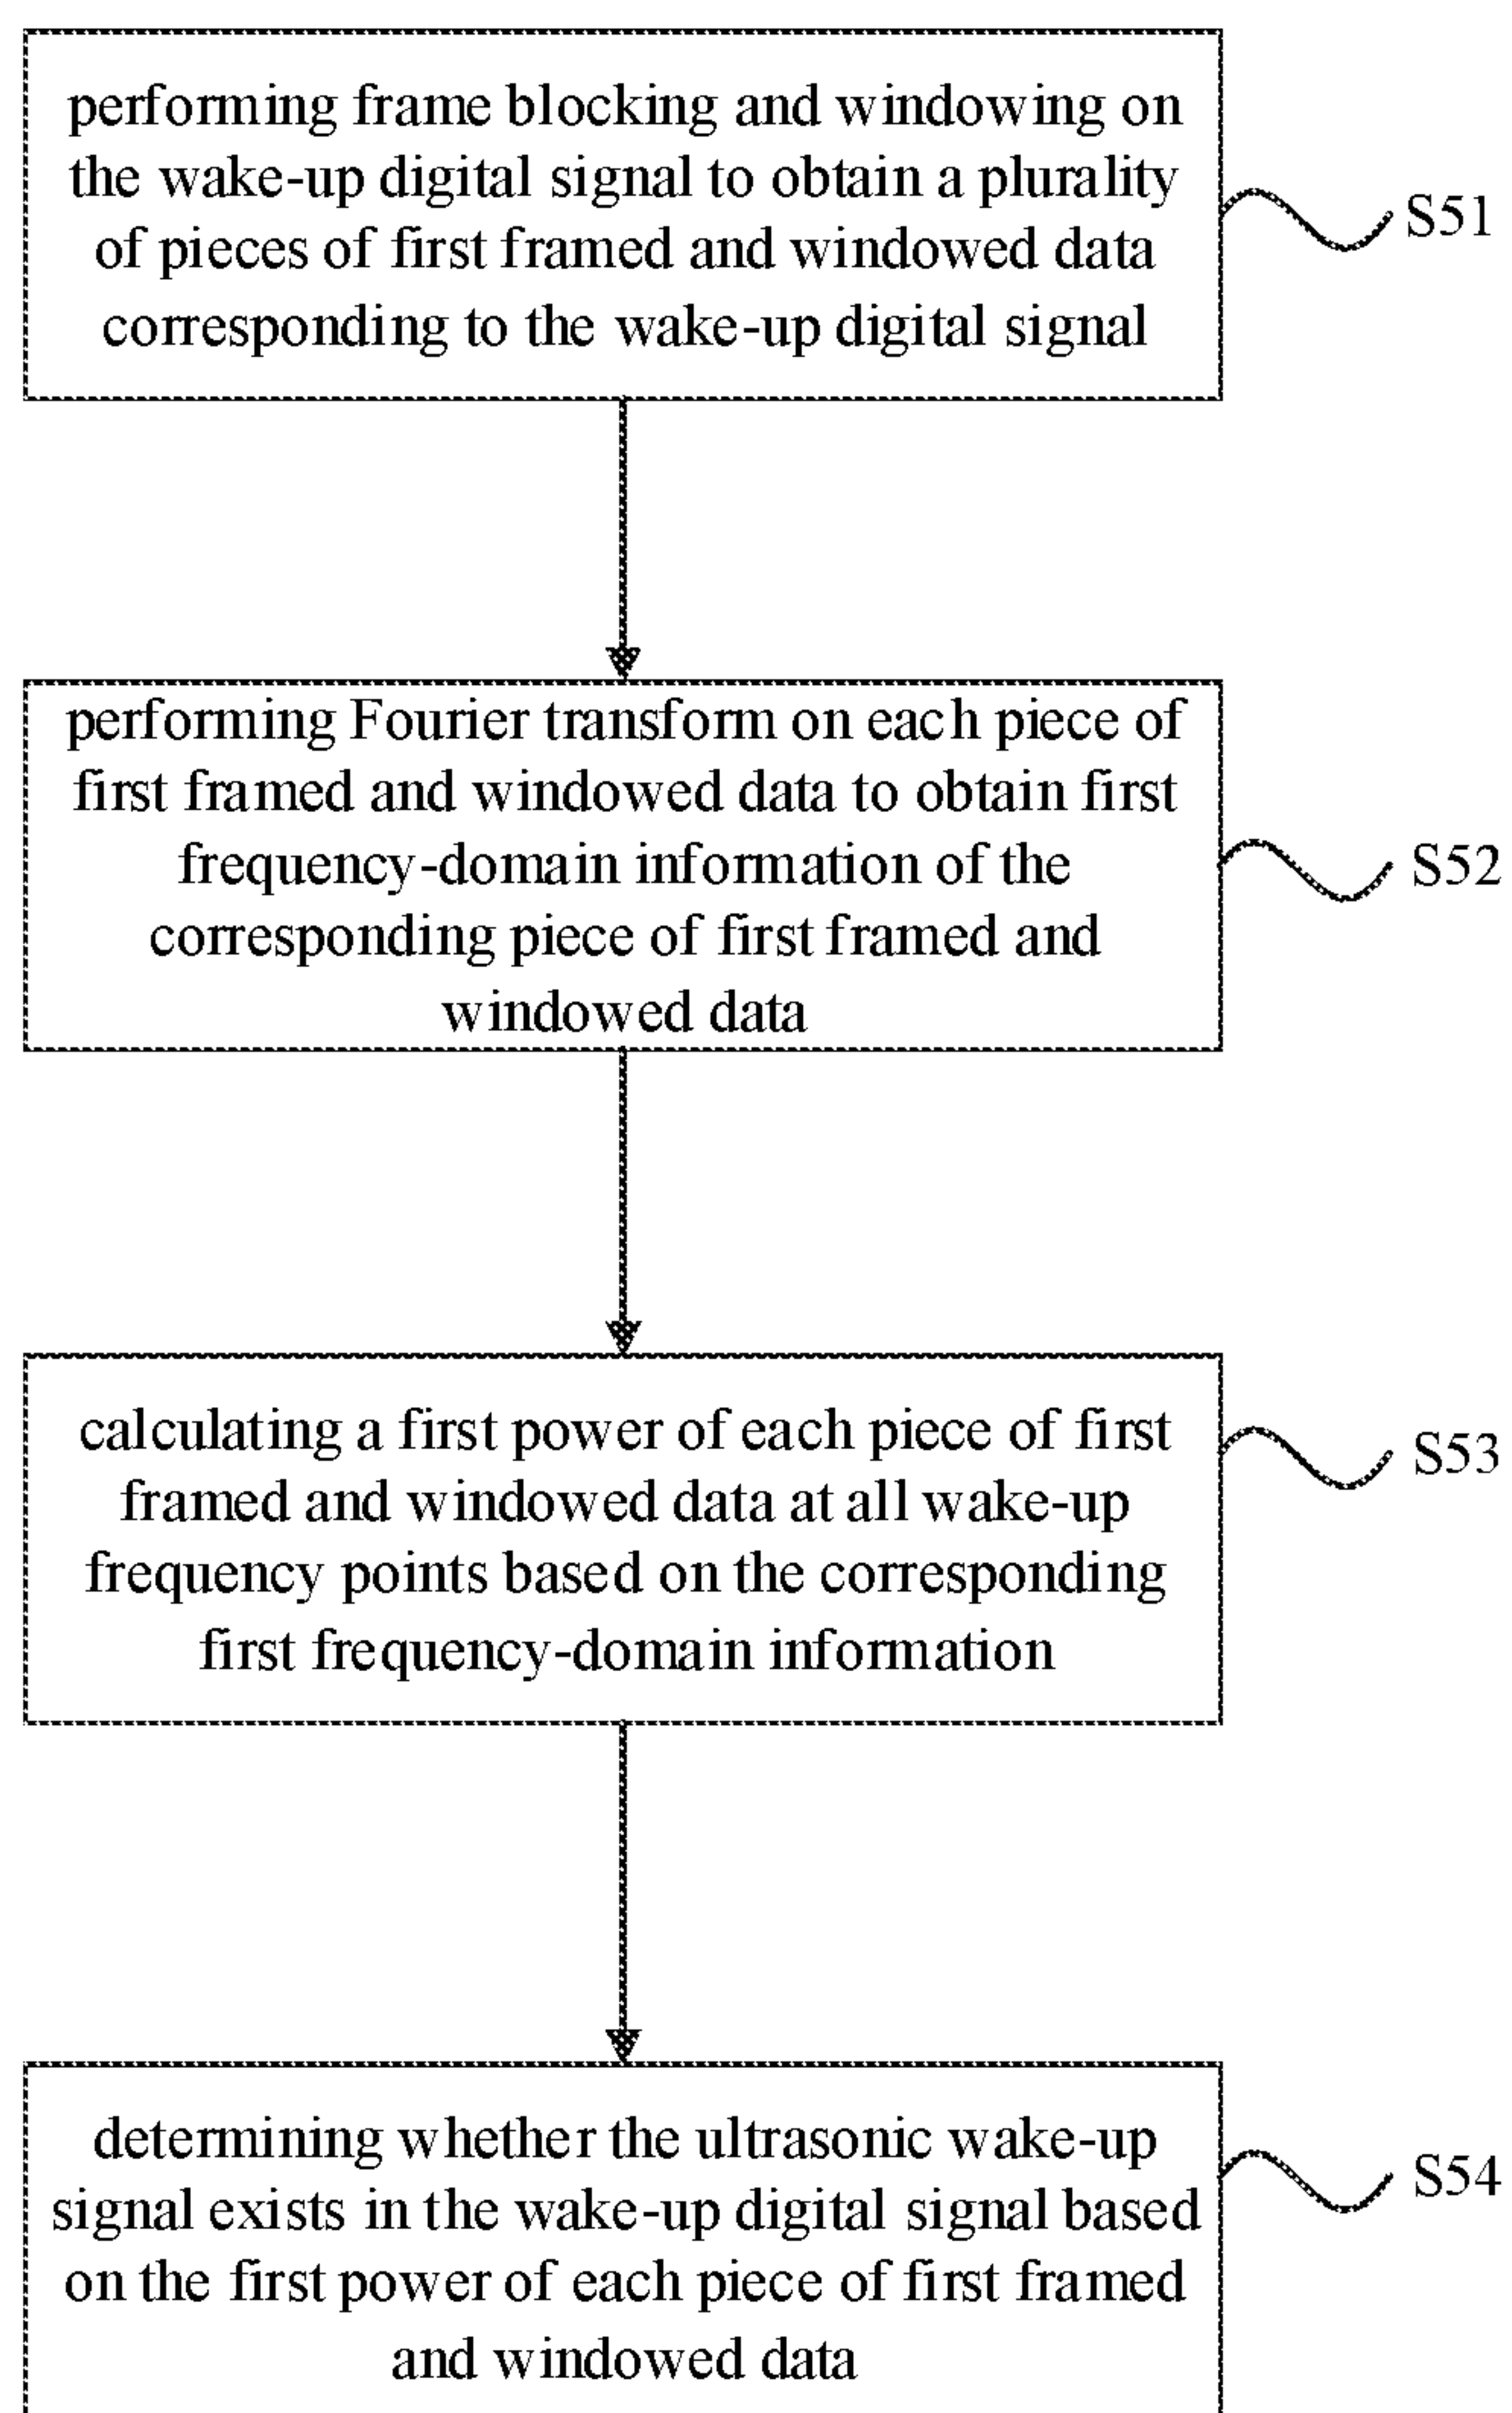 performing frame blocking and windowing on
the wake-up digital signal to obtain a plurality
of pieces of first framed and windowed data
corresponding to the wake-up digital signal
S51
performing Fourier transform on each piece of
first framed and windowed data to obtain first
frequency-domain information of the
corresponding piece of first framed and
windowed data
S52
calculating a first power of each piece of first
framed and windowed data at all wake-up
frequency points based on the corresponding
first frequency-domain information
S53
determining whether the ultrasonic wake-up
signal exists in the wake-up digital signal based
on the first power of each piece of first framed
and windowed data
S54